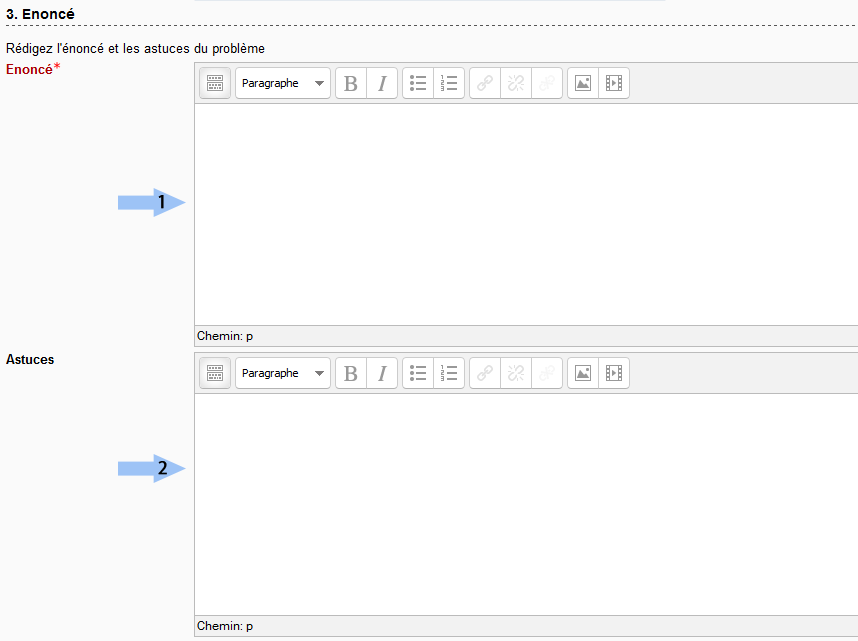 3. Enoncé
Rédigez l'énoncé et les astuces du problème
Enoncé*
Paragraphe
B I
1
Chemin: p
Astuces
Paragraphe
B I
2
Chemin: p